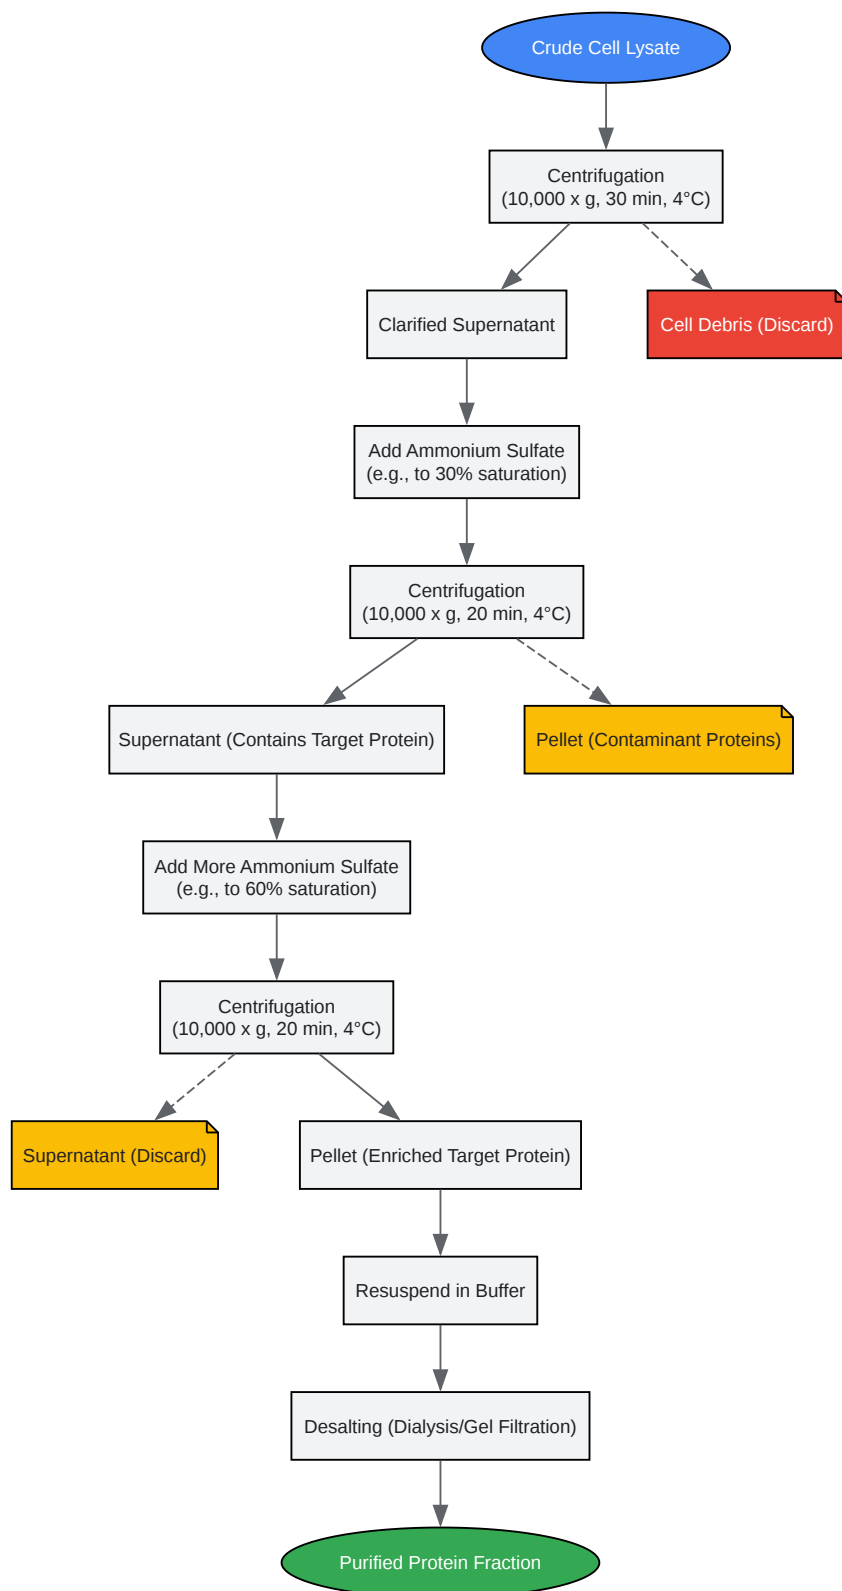 Crude Cell Lysate
Centrifugation
(10,000 x g, 30 min, 4°C)
Clarified Supernatant
Cell Debris (Discard)
Add Ammonium Sulfate
(e.g., to 30% saturation)
Centrifugation
(10,000 x g, 20 min, 4°C)
Supernatant (Contains Target Protein)
Pellet (Contaminant Proteins)
Add More Ammonium Sulfate
(e.g., to 60% saturation)
Centrifugation
(10,000 x g, 20 min, 4°C)
Supernatant (Discard)
Pellet (Enriched Target Protein)
Resuspend in Buffer
Desalting (Dialysis/Gel Filtration)
Purified Protein Fraction